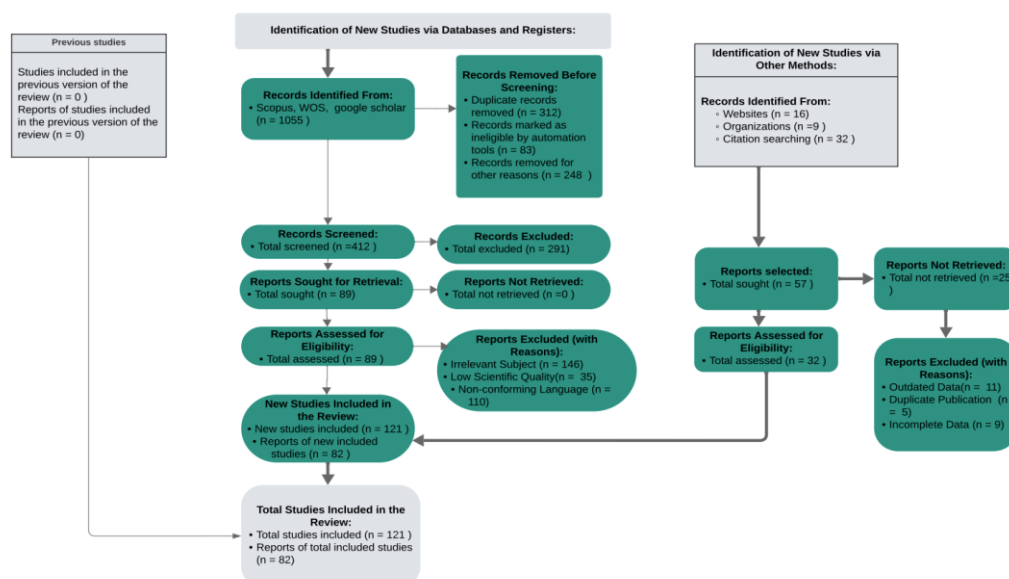 Previous studies
Studies included in the
previous version of the
review (n = 0 )
Reports of studies included
in the previous version of the
review (n = 0)
Identification of New Studies via Databases and Registers:
Records Identified From:
• Scopus, WOS, google scholar
(n = 1055 )
Records Removed Before
Screening:
• Duplicate records
removed (n = 312)
• Records marked as
ineligible by automation
tools (n = 83)
• Records removed for
other reasons (n = 248 )
Records Screened:
• Total screened (n =412 )
Records Excluded:
• Total excluded (n = 291)
Reports Sought for Retrieval:
• Total sought (n = 89)
Reports Not Retrieved:
• Total not retrieved (n =0 )
Reports Assessed for
Eligibility:
• Total assessed (n = 89 )
Reports Excluded (with
Reasons):
• Irrelevant Subject (n = 146)
• Low Scientific Quality(n = 35)
• Non-conforming Language (n =
110)
New Studies Included in
the Review:
• New studies included (n = 121 )
• Reports of new included
studies (n = 82 )
Total Studies Included in the
Review:
• Total studies included (n = 121 )
• Reports of total included studies
(n = 82)
Identification of New Studies via
Other Methods:
Records Identified From:
◦ Websites (n = 16)
◦ Organizations (n =9 )
◦ Citation searching (n = 32 )
Reports selected:
• Total sought (n = 57 )
Reports Not Retrieved:
• Total not retrieved (n =25
)
Reports Assessed for
Eligibility:
• Total assessed (n = 32 )
Reports Excluded (with
Reasons):
• Outdated Data(n = 11)
• Duplicate Publication (n
= 5)
• Incomplete Data (n = 9)